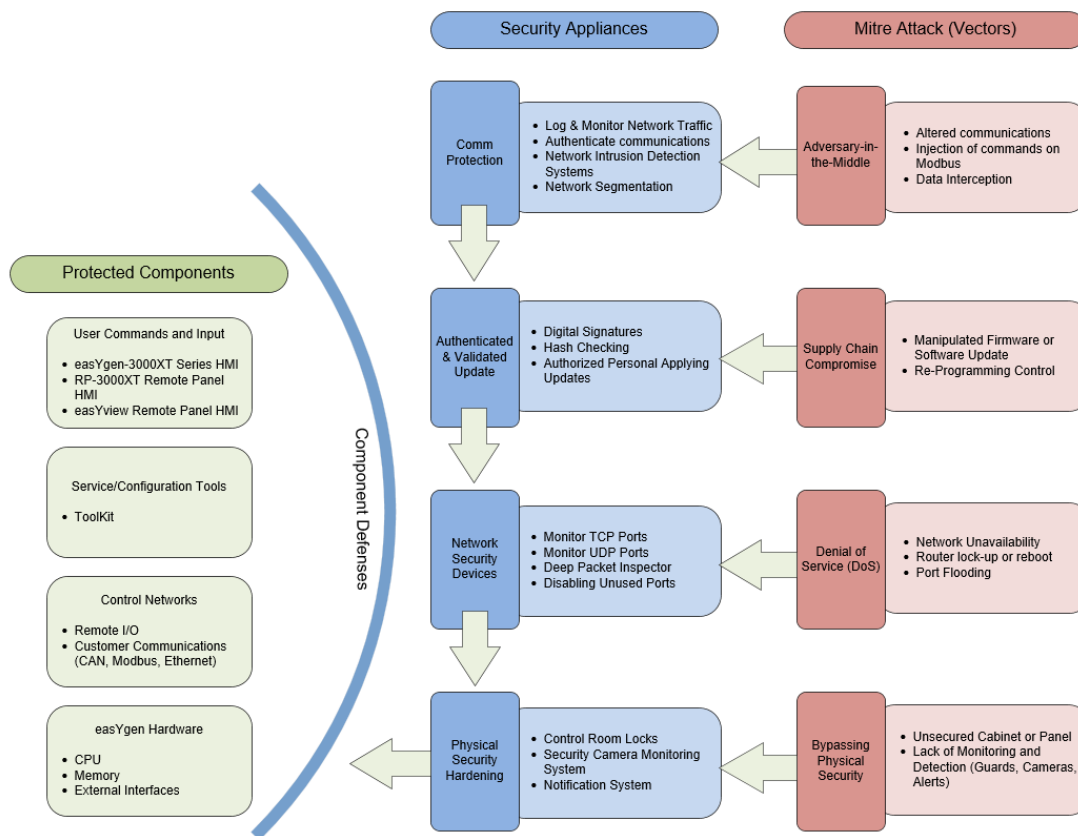 Security Appliances
Mitre Attack (Vectors)
Comm
Protection
• Log & Monitor Network Traffic
• Authenticate communications
• Network Intrusion Detection
Systems
• Network Segmentation
Adversary-in-
the-Middle
• Altered communications
• Injection of commands on
Modbus
• Data Interception
Protected Components
User Commands and Input
• easYgen-3000XT Series HMI
• RP-3000XT Remote Panel
HMI
• easYview Remote Panel HMI
Service/Configuration Tools
• ToolKit
Control Networks
• Remote I/O
• Customer Communications
(CAN, Modbus, Ethernet)
easYgen Hardware
• CPU
• Memory
• External Interfaces
Component Defenses
Authenticated
& Validated
Update
• Digital Signatures
• Hash Checking
• Authorized Personal Applying
Updates
Supply Chain
Compromise
• Manipulated Firmware or
Software Update
• Re-Programming Control
Network
Security
Devices
• Monitor TCP Ports
• Monitor UDP Ports
• Deep Packet Inspector
• Disabling Unused Ports
Denial of
Service (DoS)
• Network Unavailability
• Router lock-up or reboot
• Port Flooding
Physical
Security
Hardening
• Control Room Locks
• Security Camera Monitoring
System
• Notification System
Bypassing
Physical
Security
• Unsecured Cabinet or Panel
• Lack of Monitoring and
Detection (Guards, Cameras,
Alerts)